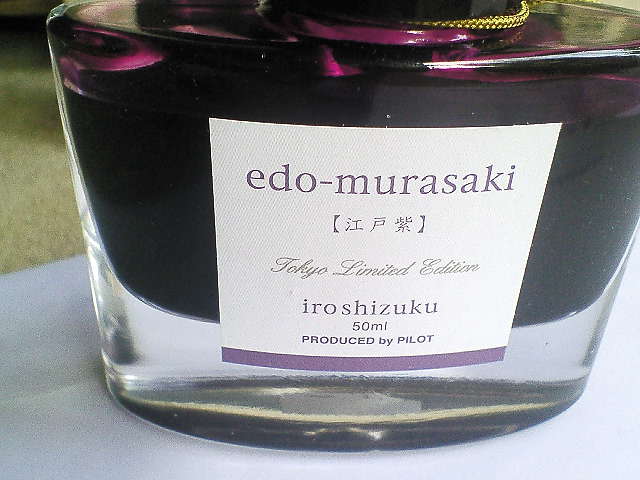 edo-murasaki
【江戸紫】
Tokyo Limited Edition
iroshizuku
50ml
PRODUCED by PILOT